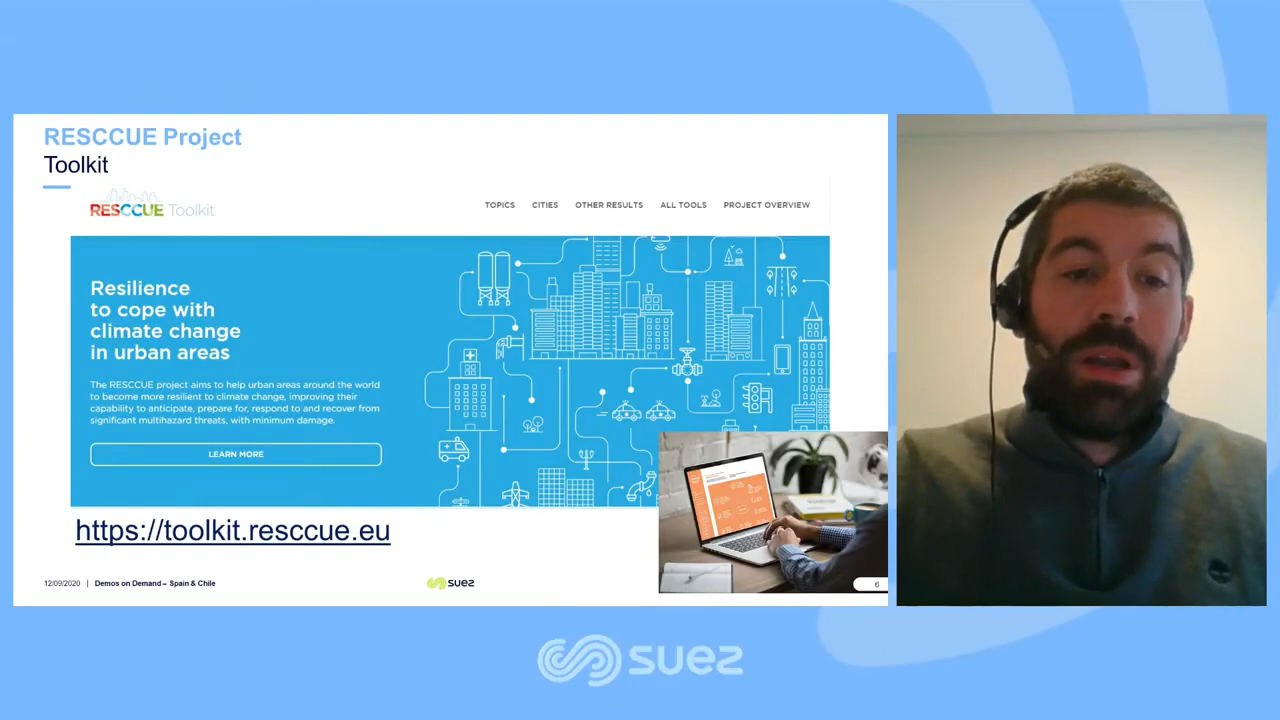 RESCCUE Project
Toolkit
RESCCUE Toolkit
TOPICS CITIES OTHER RESULTS ALL TOOLS PROJECT OVERVIEW
Resilience
to cope with
climate change
in urban areas
The RESCCUE project aims to help urban areas around the world
to become more resilient to climate change, improving their
capability to anticipate, prepare for, respond to and recover from
significant multihazard threats, with minimum damage.
LEARN MORE
https://toolkit.resccue.eu
12/09/2020 | Demos on Demand – Spain & Chile
suez
6
suez